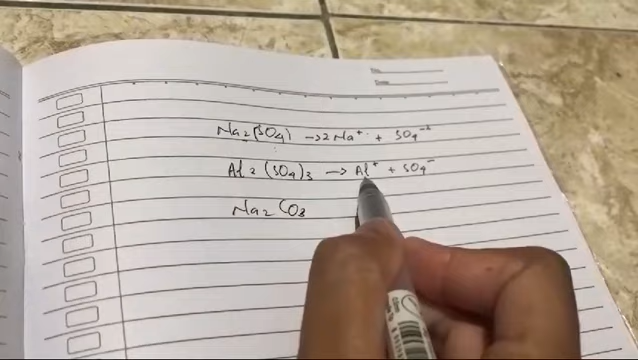 Na₂(SO₄) → 2Na⁺ + SO₄⁻²
Al₂(SO₄)₃ → Al⁺ + SO₄⁻
Na₂CO₃